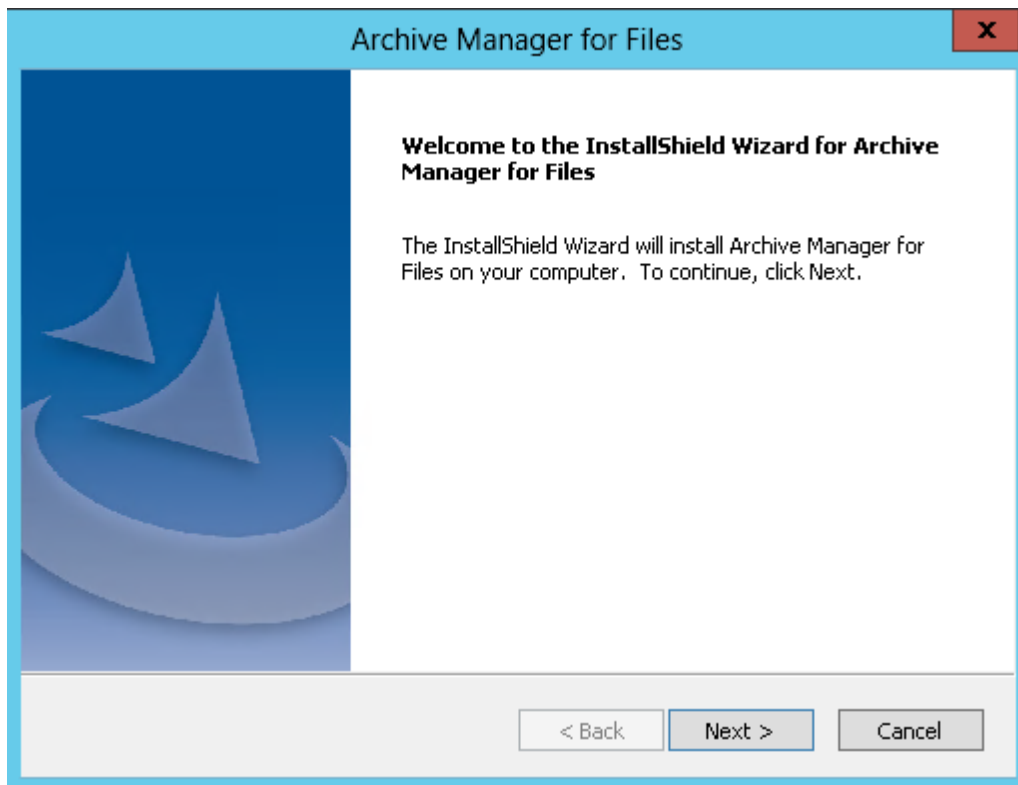 Archive Manager for Files
x
Welcome to the InstallShield Wizard for Archive
Manager for Files
The InstallShield Wizard will install Archive Manager for
Files on your computer.  To continue, click Next.
< Back
Next >
Cancel